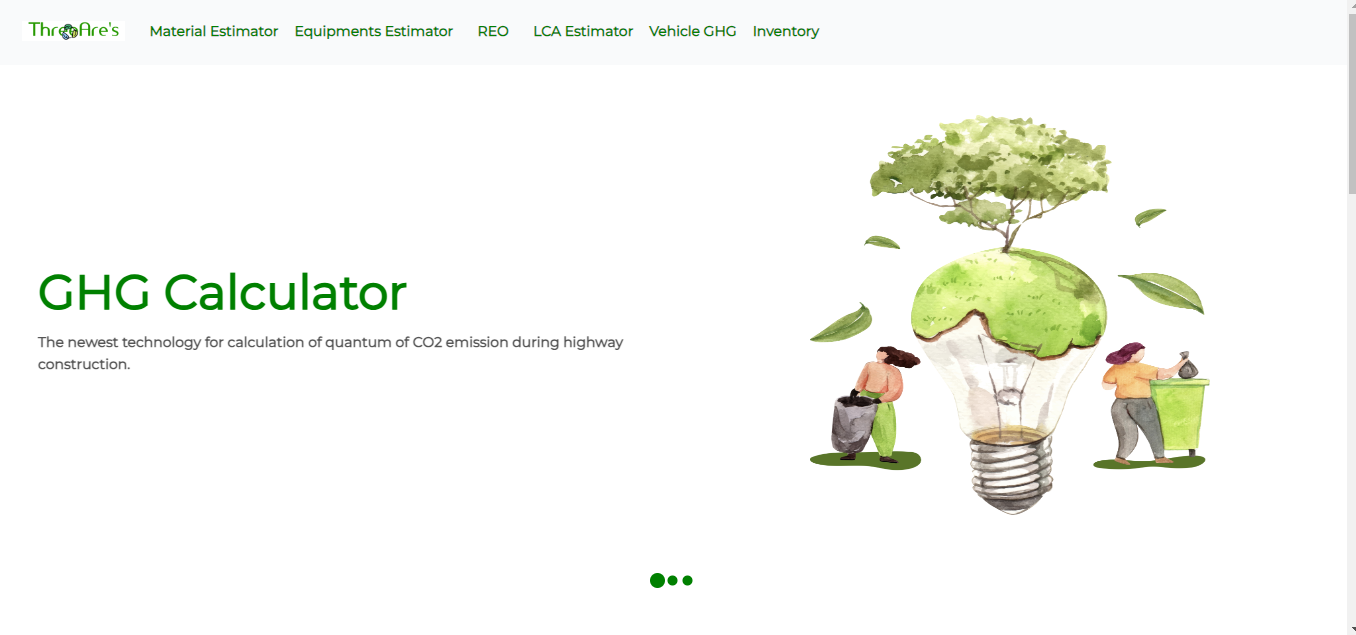 ThreeAre's
Material Estimator
Equipments Estimator
REO
LCA Estimator
Vehicle GHG
Inventory
GHG Calculator
The newest technology for calculation of quantum of CO2 emission during highway
construction.